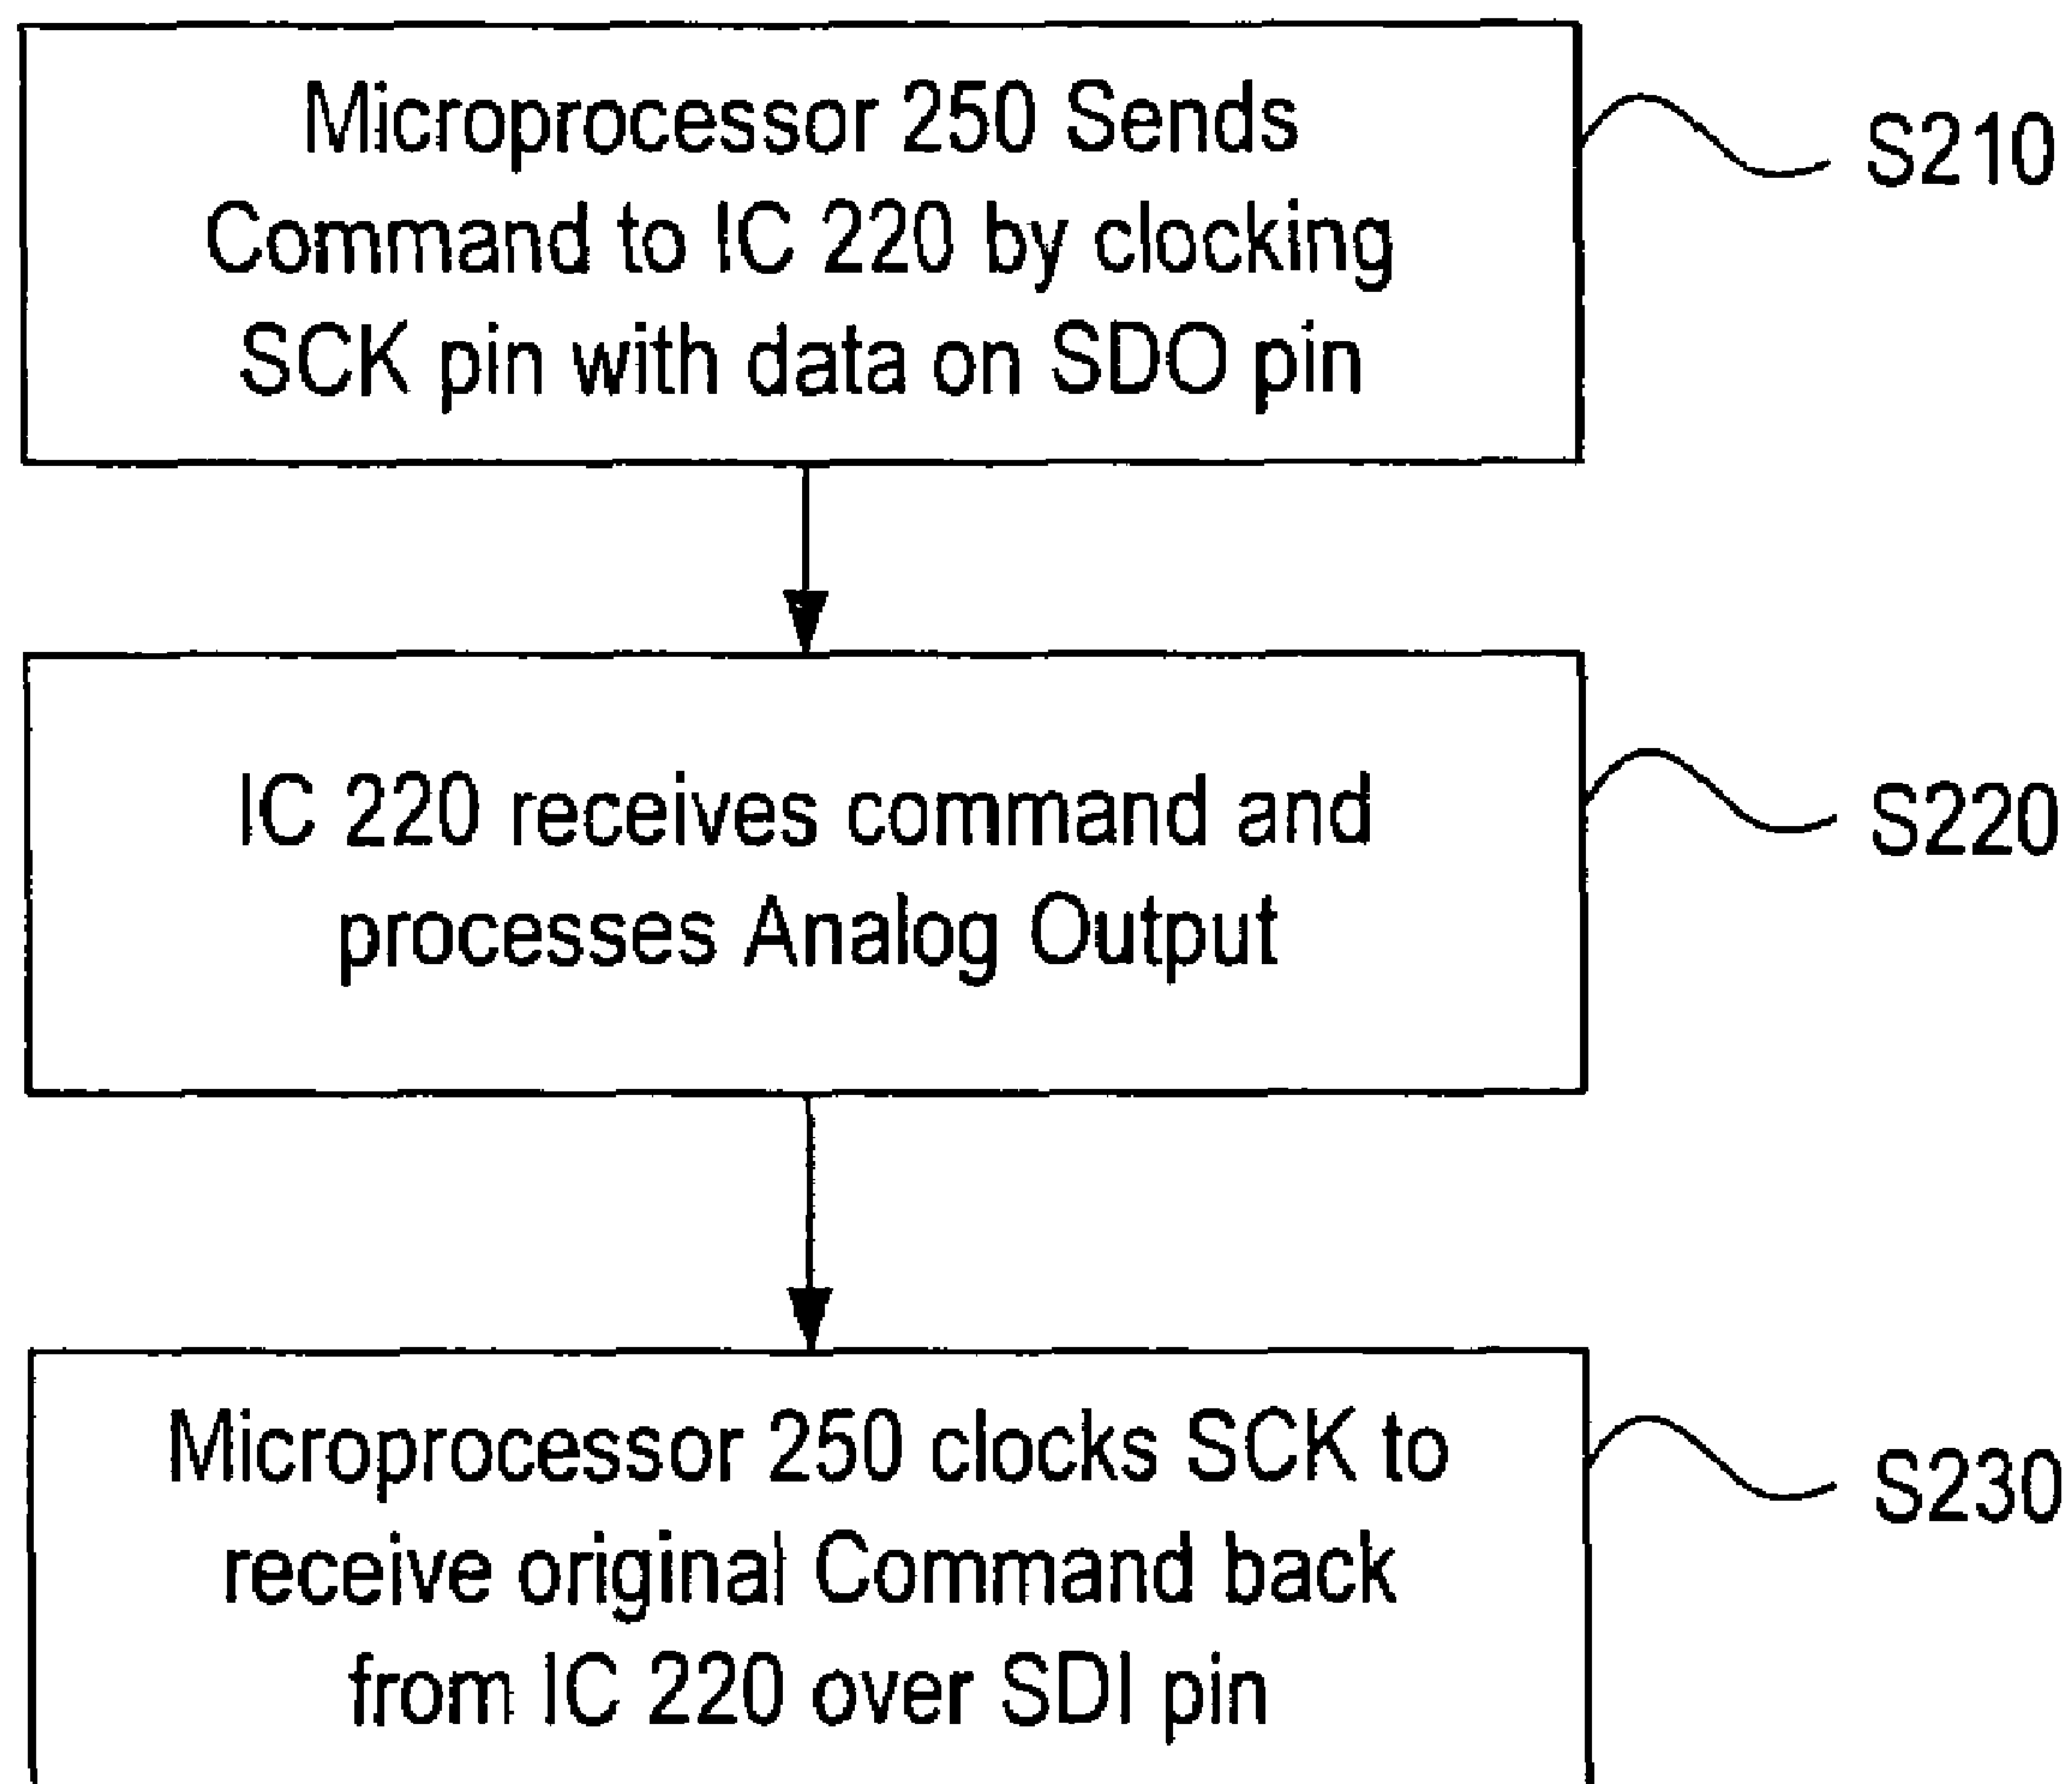 Microprocessor 250 Sends
Command to IC 220 by clocking
SCK pin with data on SDO pin
S210
IC 220 receives command and
processes Analog Output
S220
Microprocessor 250 clocks SCK to
receive original Command back
from IC 220 over SDI pin
S230